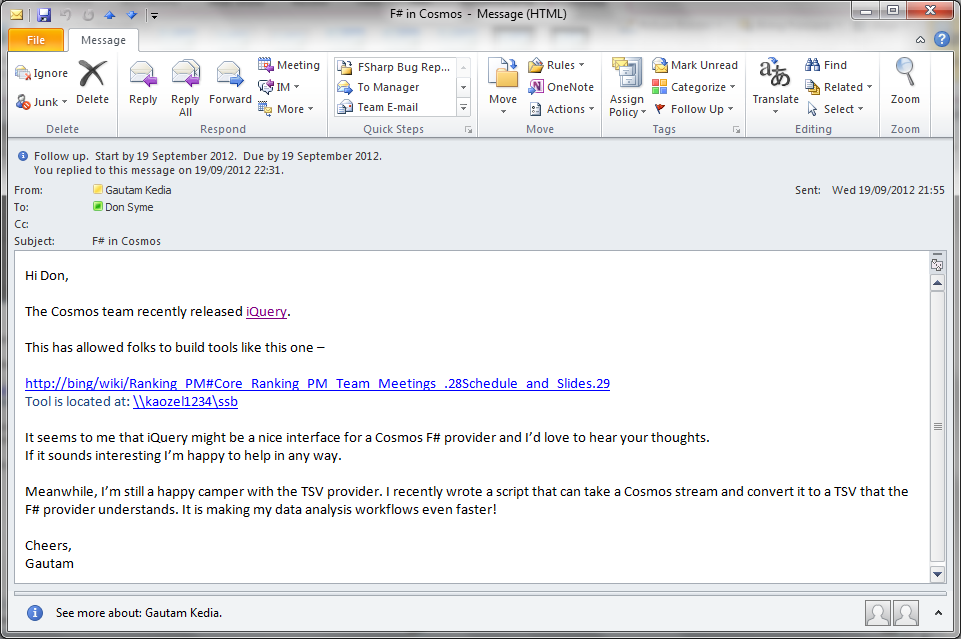 F# in Cosmos - Message (HTML)
File Message
Ignore
Junk
Delete
Reply
Reply All
Forward
Meeting
IM
More
FSharp Bug Rep...
To Manager
Team E-mail
Move
Rules
OneNote
Actions
Assign Policy
Mark Unread
Categorize
Follow Up
Translate
Find
Related
Select
Zoom
Delete Respond Quick Steps Move Tags Editing Zoom
Follow up. Start by 19 September 2012. Due by 19 September 2012.
You replied to this message on 19/09/2012 22:31.
From: Gautam Kedia Sent: Wed 19/09/2012 21:55
To: Don Syme
Cc:
Subject: F# in Cosmos
Hi Don,
The Cosmos team recently released iQuery.
This has allowed folks to build tools like this one –
http://bing/wiki/Ranking_PM#Core_Ranking_PM_Team_Meetings_.28Schedule_and_Slides.29
Tool is located at: \\kaozel1234\ssb
It seems to me that iQuery might be a nice interface for a Cosmos F# provider and I'd love to hear your thoughts.
If it sounds interesting I'm happy to help in any way.
Meanwhile, I'm still a happy camper with the TSV provider. I recently wrote a script that can take a Cosmos stream and convert it to a TSV that the
F# provider understands. It is making my data analysis workflows even faster!
Cheers,
Gautam
See more about: Gautam Kedia.